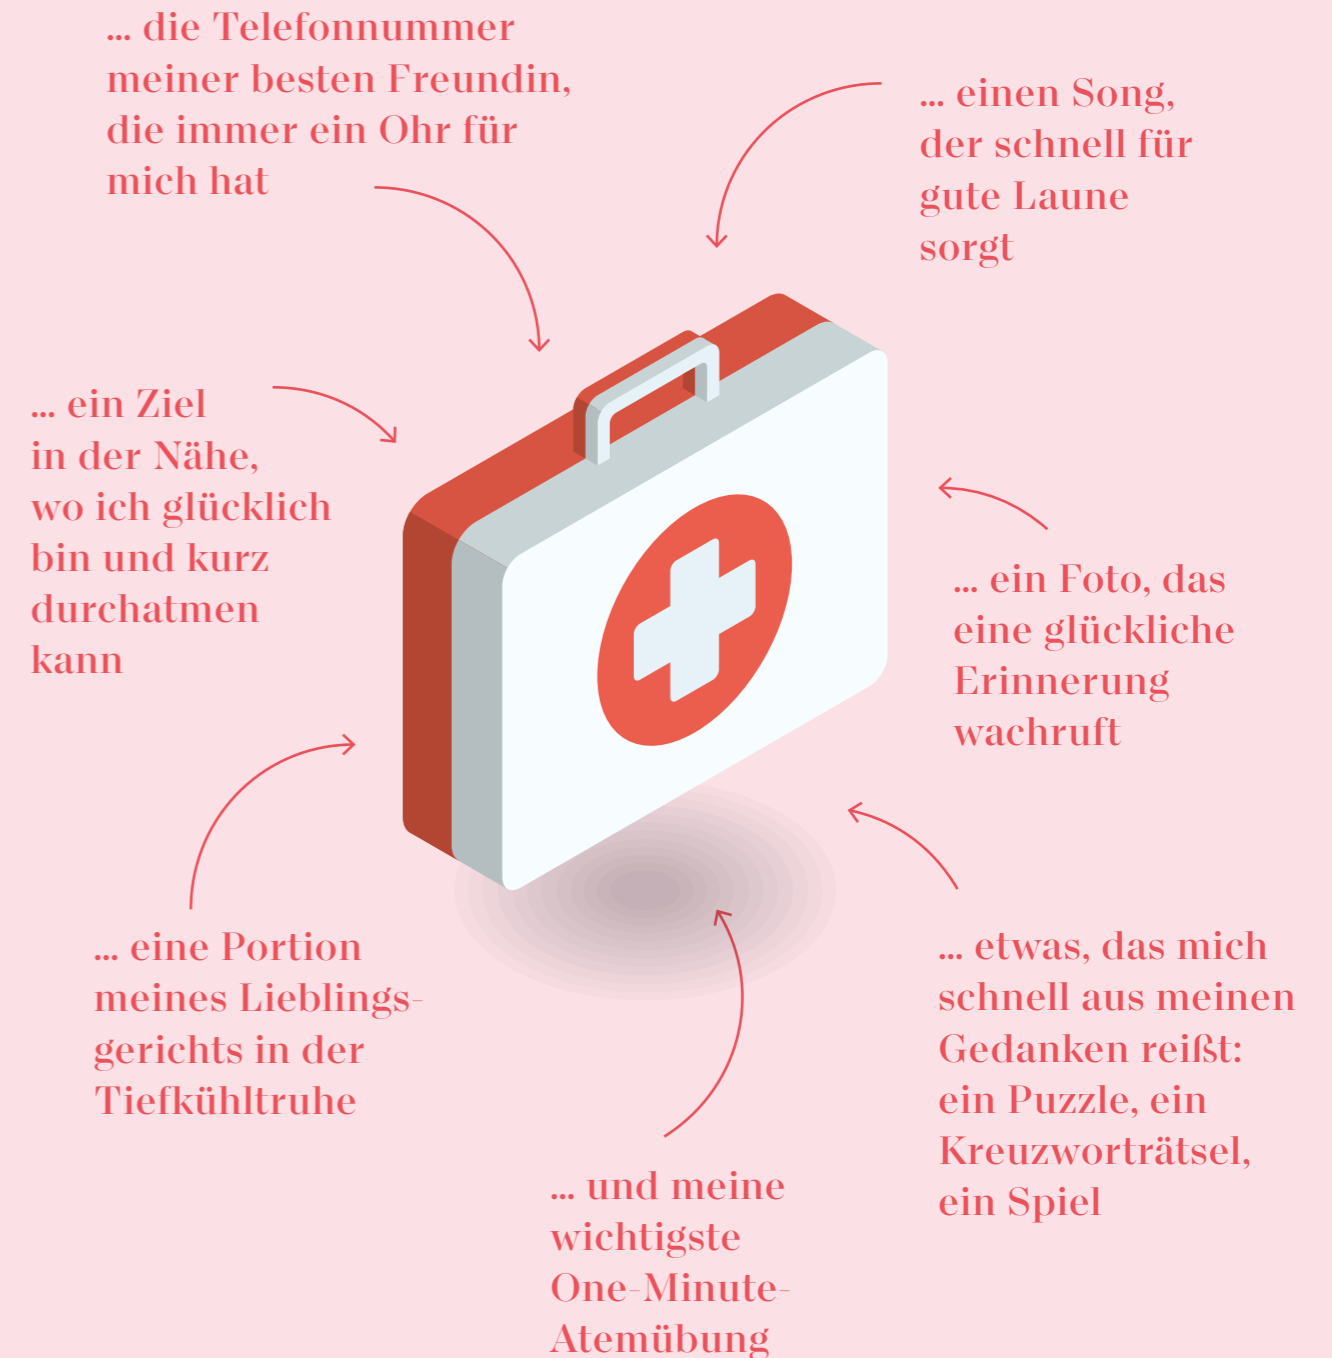 ... die Telefonnummer
meiner besten Freundin,
die immer ein Ohr für
mich hat
... einen Song,
der schnell für
gute Laune
sorgt
... ein Ziel
in der Nähe,
wo ich glücklich
bin und kurz
durchatmen
kann
... ein Foto, das
eine glückliche
Erinnerung
wachruft
... eine Portion
meines Lieblings-
gerichts in der
Tiefkühltruhe
... etwas, das mich
schnell aus meinen
Gedanken reißt:
ein Puzzle, ein
Kreuzworträtsel,
ein Spiel
... und meine
wichtigste
One-Minute-
Atemübung